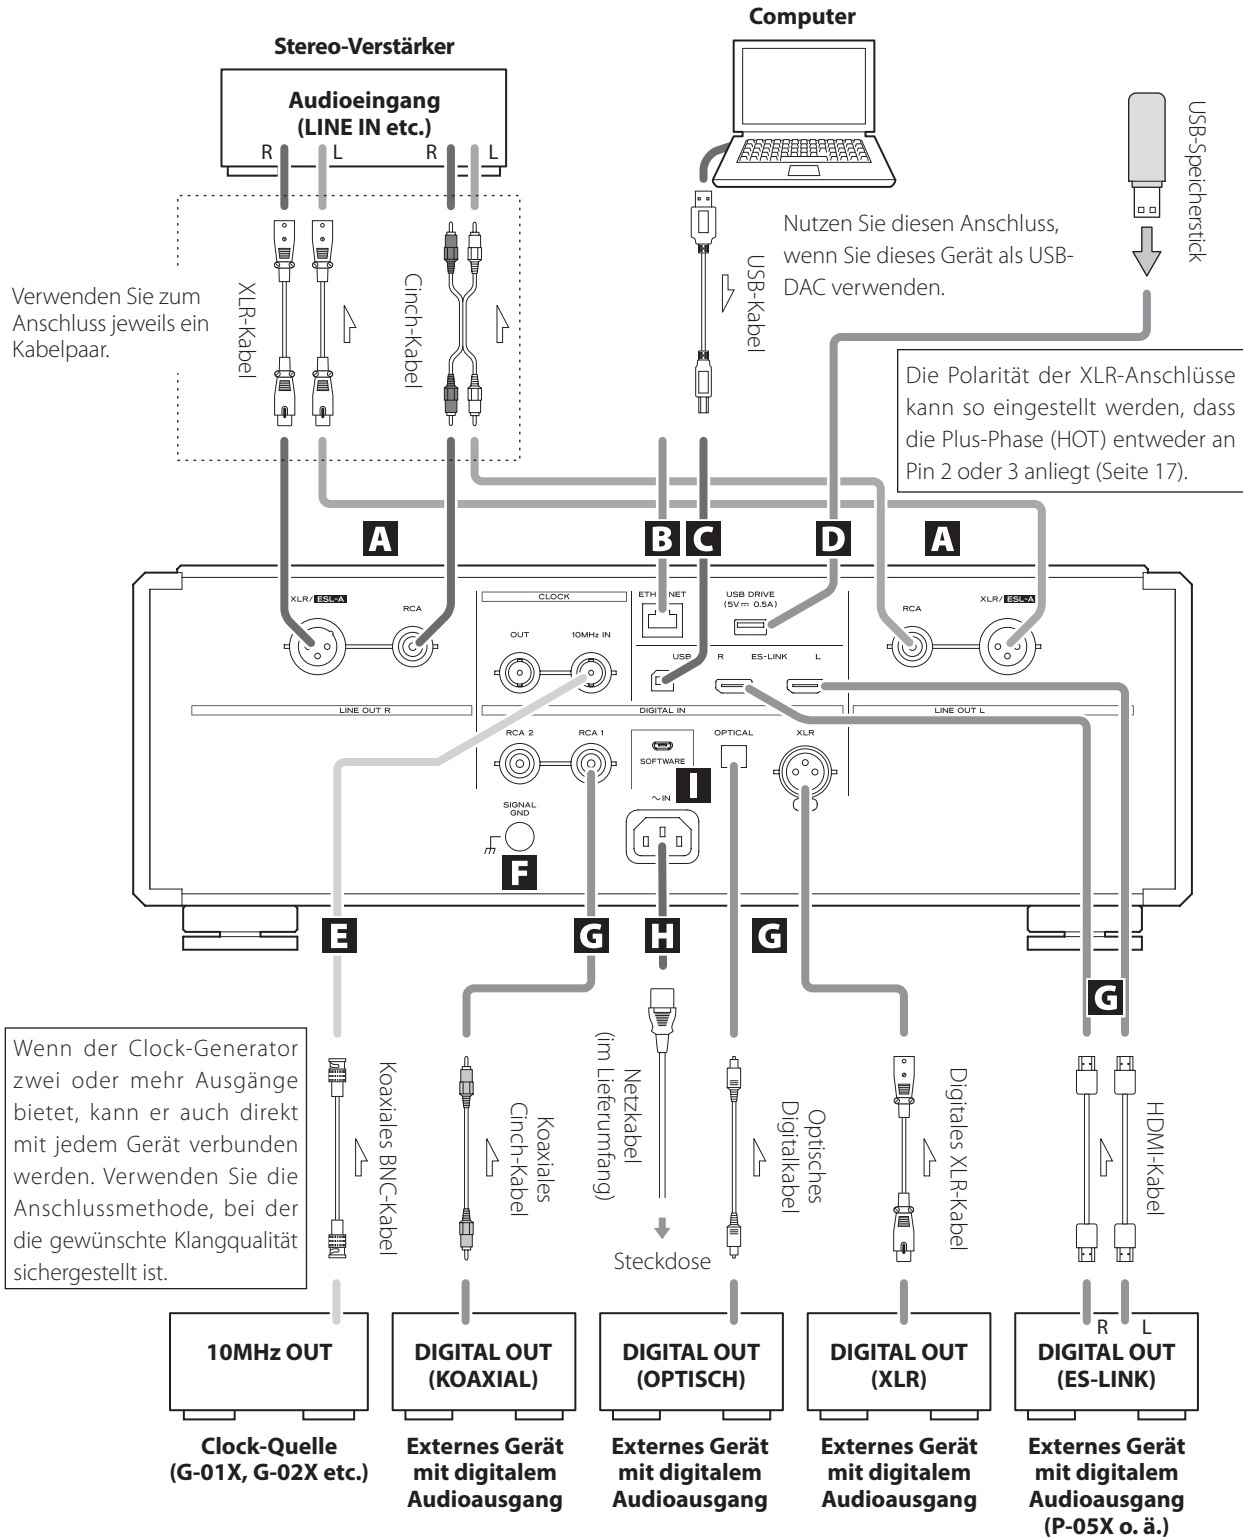 Computer
Stereo-Verstärker
Audioeingang
(LINE IN etc.)
R
L
R
L
USB-Speicherstick
Nutzen Sie diesen Anschluss,
wenn Sie dieses Gerät als USB-
DAC verwenden.
Verwenden Sie zum
Anschluss jeweils ein
Kabelpaar.
XLR-Kabel
Cinch-Kabel
USB-Kabel
Die Polarität der XLR-Anschlüsse
kann so eingestellt werden, dass
die Plus-Phase (HOT) entweder an
Pin 2 oder 3 anliegt (Seite 17).
A
B
C
D
A
XLR/ ESL-A
RCA
CLOCK
OUT
10MHz IN
ETHERNET
USB DRIVE
(5V⎓ 0.5A)
USB
R
ES-LINK
L
RCA
XLR/ ESL-A
LINE OUT R
DIGITAL IN
LINE OUT L
RCA 2
RCA 1
SOFTWARE
OPTICAL
XLR
I
∼ IN
SIGNAL
GND
F
E
G
H
G
G
Wenn der Clock-Generator
zwei oder mehr Ausgänge
bietet, kann er auch direkt
mit jedem Gerät verbunden
werden. Verwenden Sie die
Anschlussmethode, bei der
die gewünschte Klangqualität
sichergestellt ist.
Koaxiales BNC-Kabel
Koaxiales
Cinch-Kabel
Netzkabel
(im Lieferumfang)
Steckdose
Optisches
Digitalkabel
Digitales XLR-Kabel
HDMI-Kabel
10MHz OUT
DIGITAL OUT
(KOAXIAL)
DIGITAL OUT
(OPTISCH)
DIGITAL OUT
(XLR)
R
L
DIGITAL OUT
(ES-LINK)
Clock-Quelle
(G-01X, G-02X etc.)
Externes Gerät
mit digitalem
Audioausgang
Externes Gerät
mit digitalem
Audioausgang
Externes Gerät
mit digitalem
Audioausgang
Externes Gerät
mit digitalem
Audioausgang
(P-05X o. ä.)